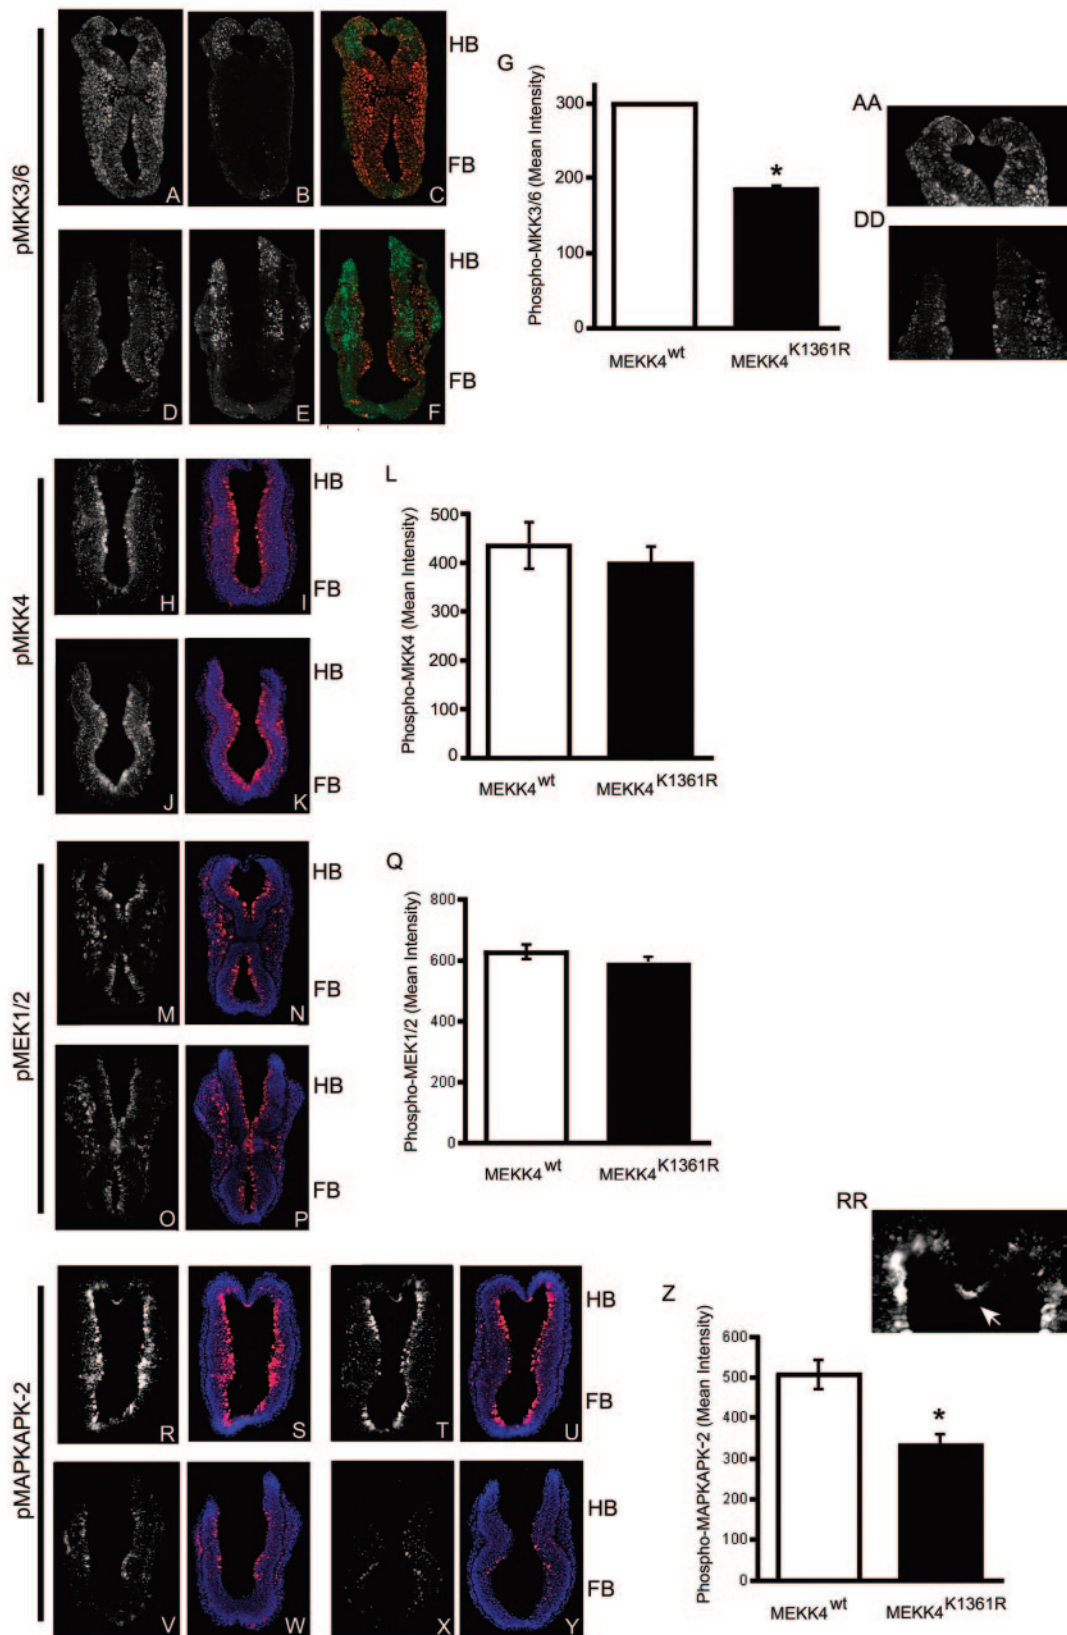 pMKK3/6
A
B
C
HB
FB
D
E
F
HB
FB
G
Phospho-MKK3/6 (Mean Intensity)
300
200
100
0
*
MEKK4wt
MEKK4K1361R
AA
DD
pMKK4
H
I
HB
FB
J
K
HB
FB
L
Phospho-MKK4 (Mean Intensity)
500
400
300
200
100
0
MEKK4wt
MEKK4K1361R
pMEK1/2
M
N
HB
FB
O
P
HB
FB
Q
Phospho-MEK1/2 (Mean Intensity)
800
600
400
200
0
MEKK4wt
MEKK4K1361R
pMAPKAPK-2
R
S
T
U
HB
FB
V
W
X
Y
HB
FB
RR
Z
Phospho-MAPKAPK-2 (Mean Intensity)
600
500
400
300
200
100
0
*
MEKK4wt
MEKK4K1361R